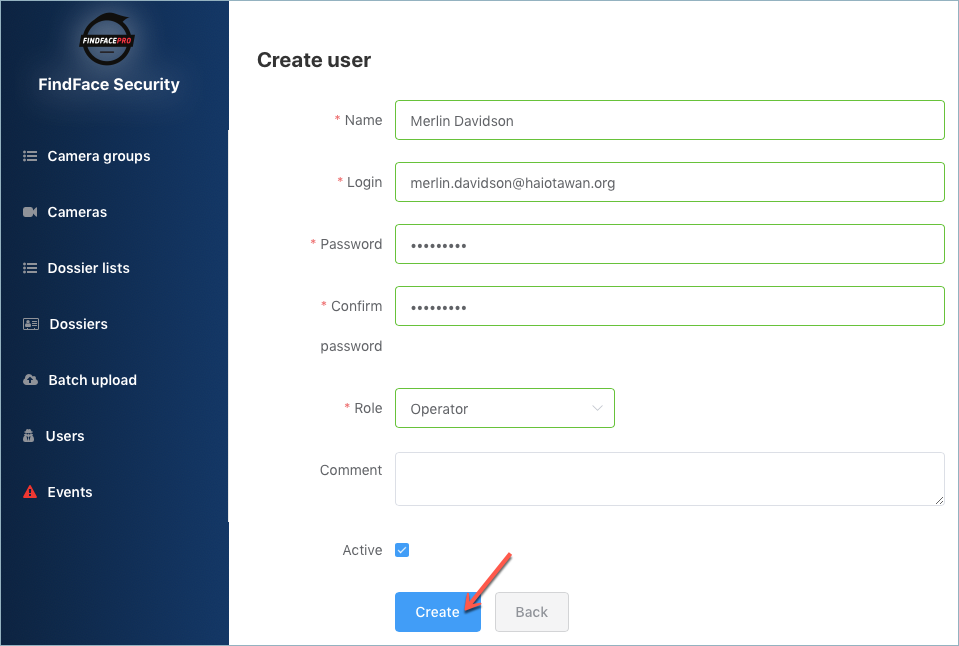 FINDFACEPRO
FindFace Security
Camera groups
Cameras
Dossier lists
Dossiers
Batch upload
Users
Events
Create user
* Name
Merlin Davidson
* Login
merlin.davidson@haiotawan.org
* Password
•••••••••
* Confirm
password
•••••••••
* Role
Operator
Comment
Active
Create
Back